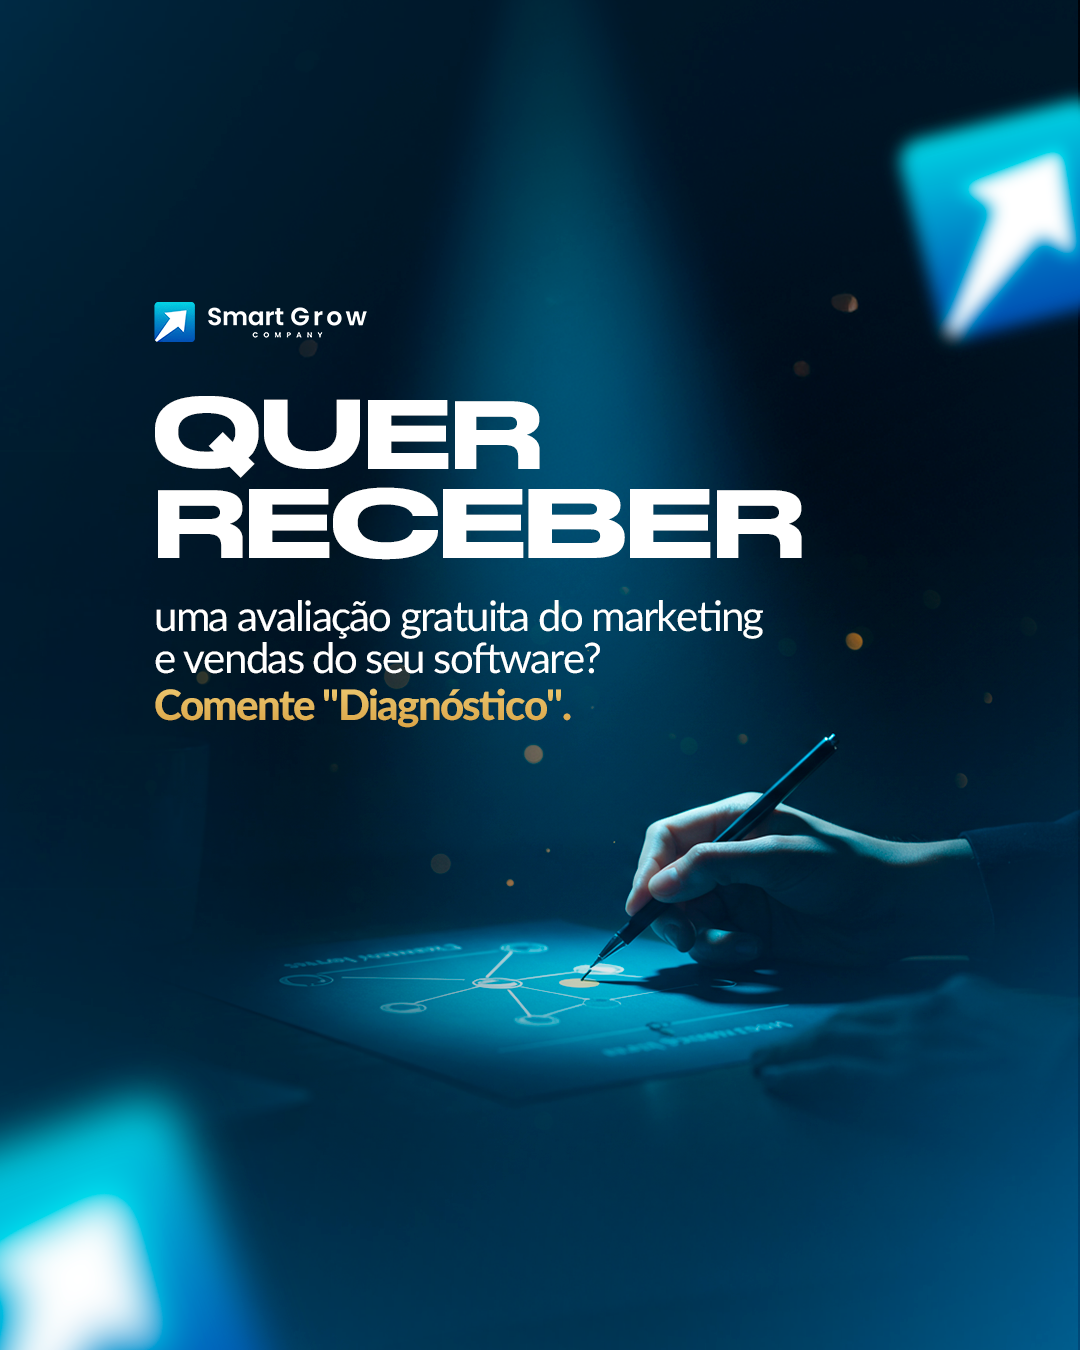 Smart Grow
COMPANY
QUER
RECEBER
uma avaliação gratuita do marketing
e vendas do seu software?
Comente "Diagnóstico".